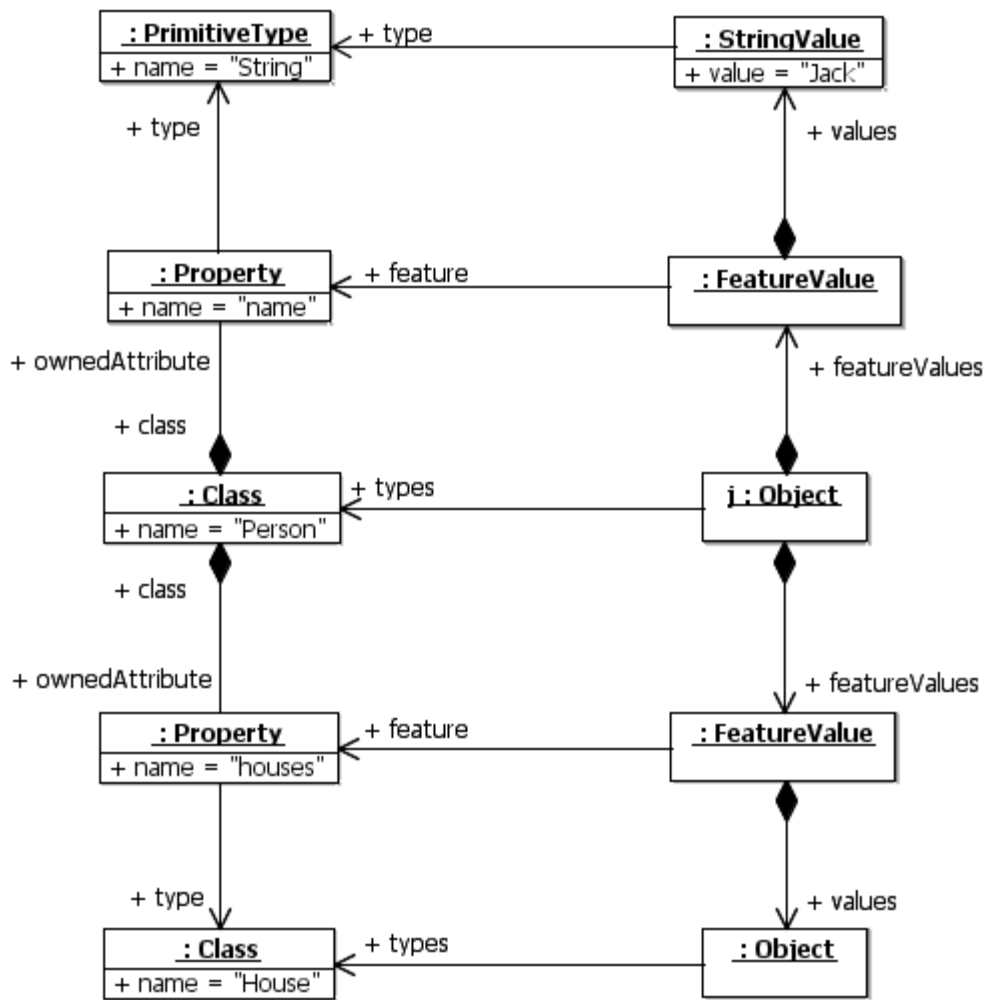 : PrimitiveType
+ name = "String"
+ type
: StringValue
+ value = "Jack"
+ type
+ values
: Property
+ name = "name"
+ feature
: FeatureValue
+ ownedAttribute
+ featureValues
+ class
: Class
+ name = "Person"
+ types
j : Object
+ class
+ ownedAttribute
+ featureValues
: Property
+ name = "houses"
+ feature
: FeatureValue
+ type
+ values
: Class
+ name = "House"
+ types
: Object